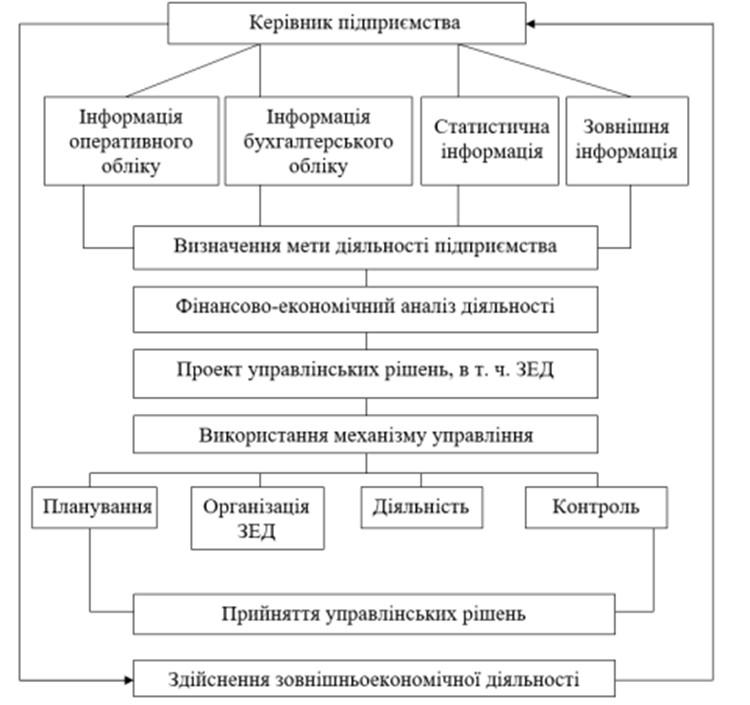 Керівник підприємства
Інформація
оперативного
обліку
Інформація
бухгалтерського
обліку
Статистична
інформація
Зовнішня
інформація
Визначення мети діяльності підприємства
Фінансово-економічний аналіз діяльності
Проект управлінських рішень, в т. ч. ЗЕД
Використання механізму управління
Планування
Організація
ЗЕД
Діяльність
Контроль
Прийняття управлінських рішень
Здійснення зовнішньоекономічної діяльності